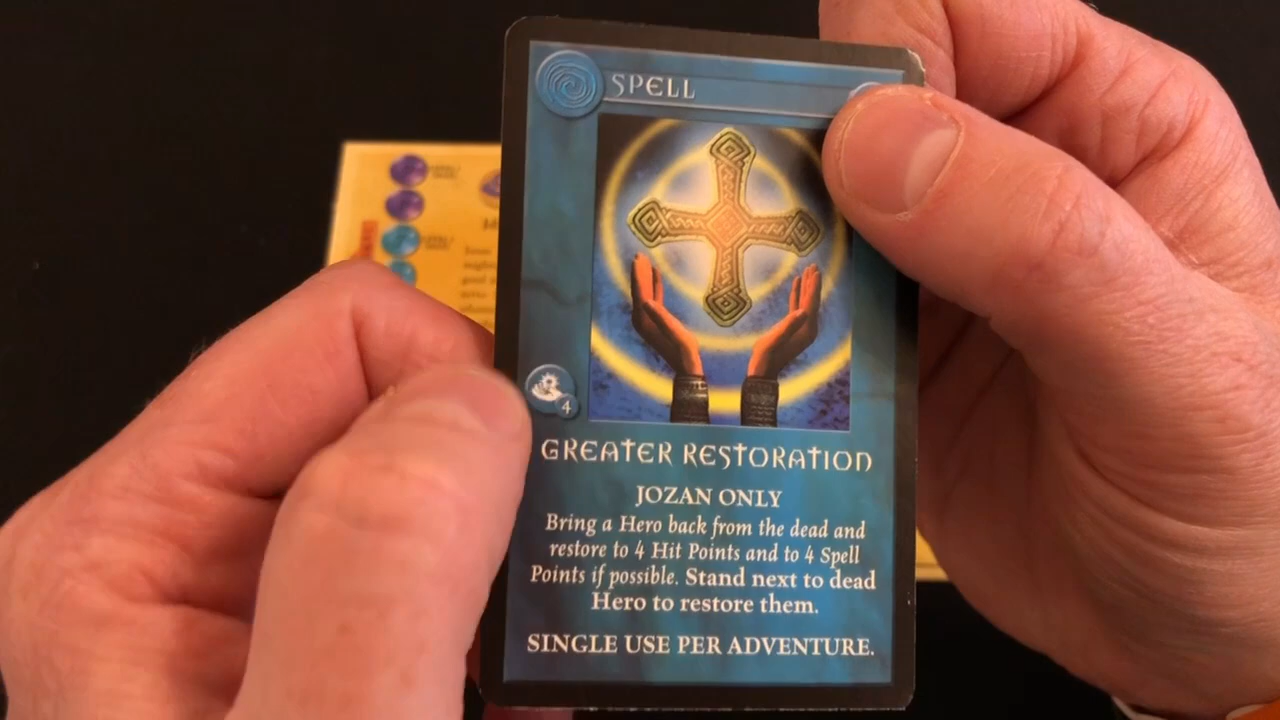 SPELL
4
GREATER RESTORATION
JOZAN ONLY
Bring a Hero back from the dead and
restore to 4 Hit Points and to 4 Spell
Points if possible. Stand next to dead
Hero to restore them.
SINGLE USE PER ADVENTURE.